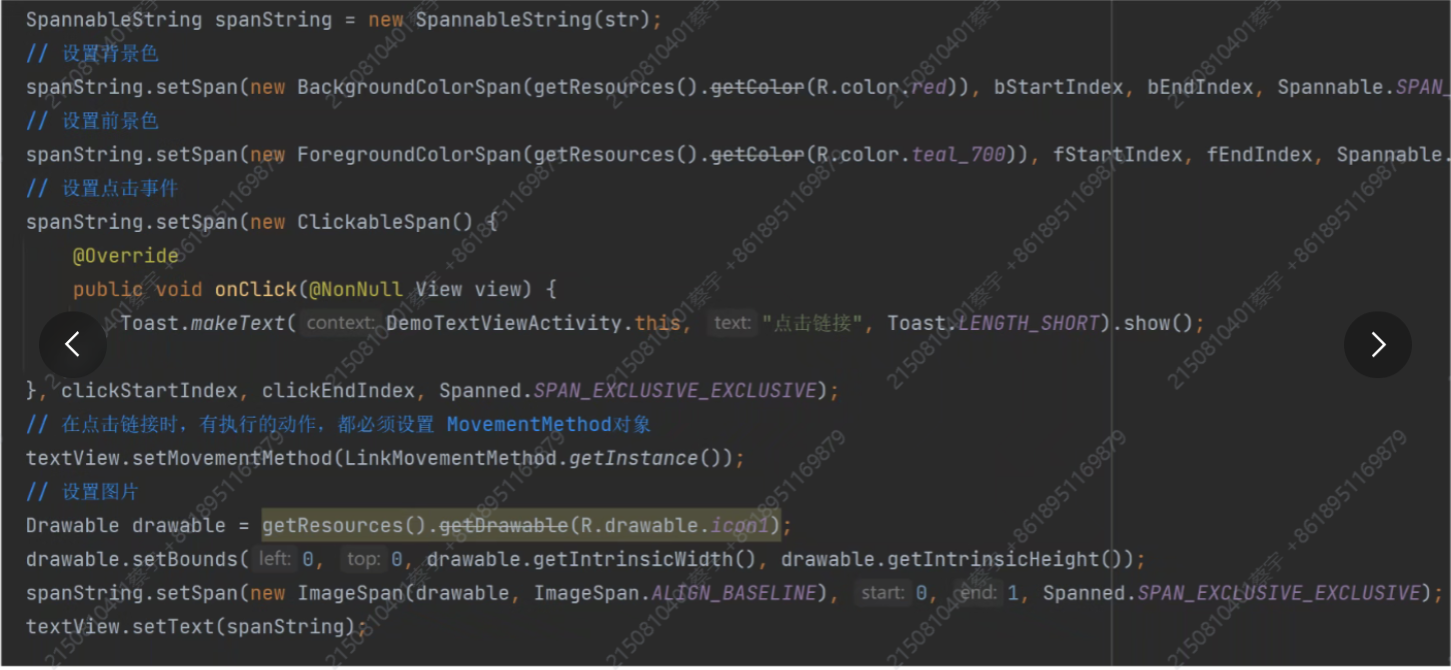 SpannableString spanString = new SpannableString(str);
// 设置背景色
spanString.setSpan(new BackgroundColorSpan(getResources().getColor(R.color.red)), bStartIndex, bEndIndex, Spannable.SPAN_
// 设置前景色
spanString.setSpan(new ForegroundColorSpan(getResources().getColor(R.color.teal_700)), fStartIndex, fEndIndex, Spannable.
// 设置点击事件
spanString.setSpan(new ClickableSpan() {
@Override
public void onClick(@NonNull View view) {
Toast.makeText( context: DemoTextViewActivity.this, text: "点击链接", Toast.LENGTH_SHORT).show();
}, clickStartIndex, clickEndIndex, Spanned.SPAN_EXCLUSIVE_EXCLUSIVE);
// 在点击链接时，有执行的动作，都必须设置 MovementMethod对象
textView.setMovementMethod(LinkMovementMethod.getInstance());
// 设置图片
Drawable drawable = getResources().getDrawable(R.drawable.icon1);
drawable.setBounds( left: 0, top: 0, drawable.getIntrinsicWidth(), drawable.getIntrinsicHeight());
spanString.setSpan(new ImageSpan(drawable, ImageSpan.ALIGN_BASELINE), start: 0, end: 1, Spanned.SPAN_EXCLUSIVE_EXCLUSIVE);
textView.setText(spanString);
2150810401蔡宇 +8618951169879